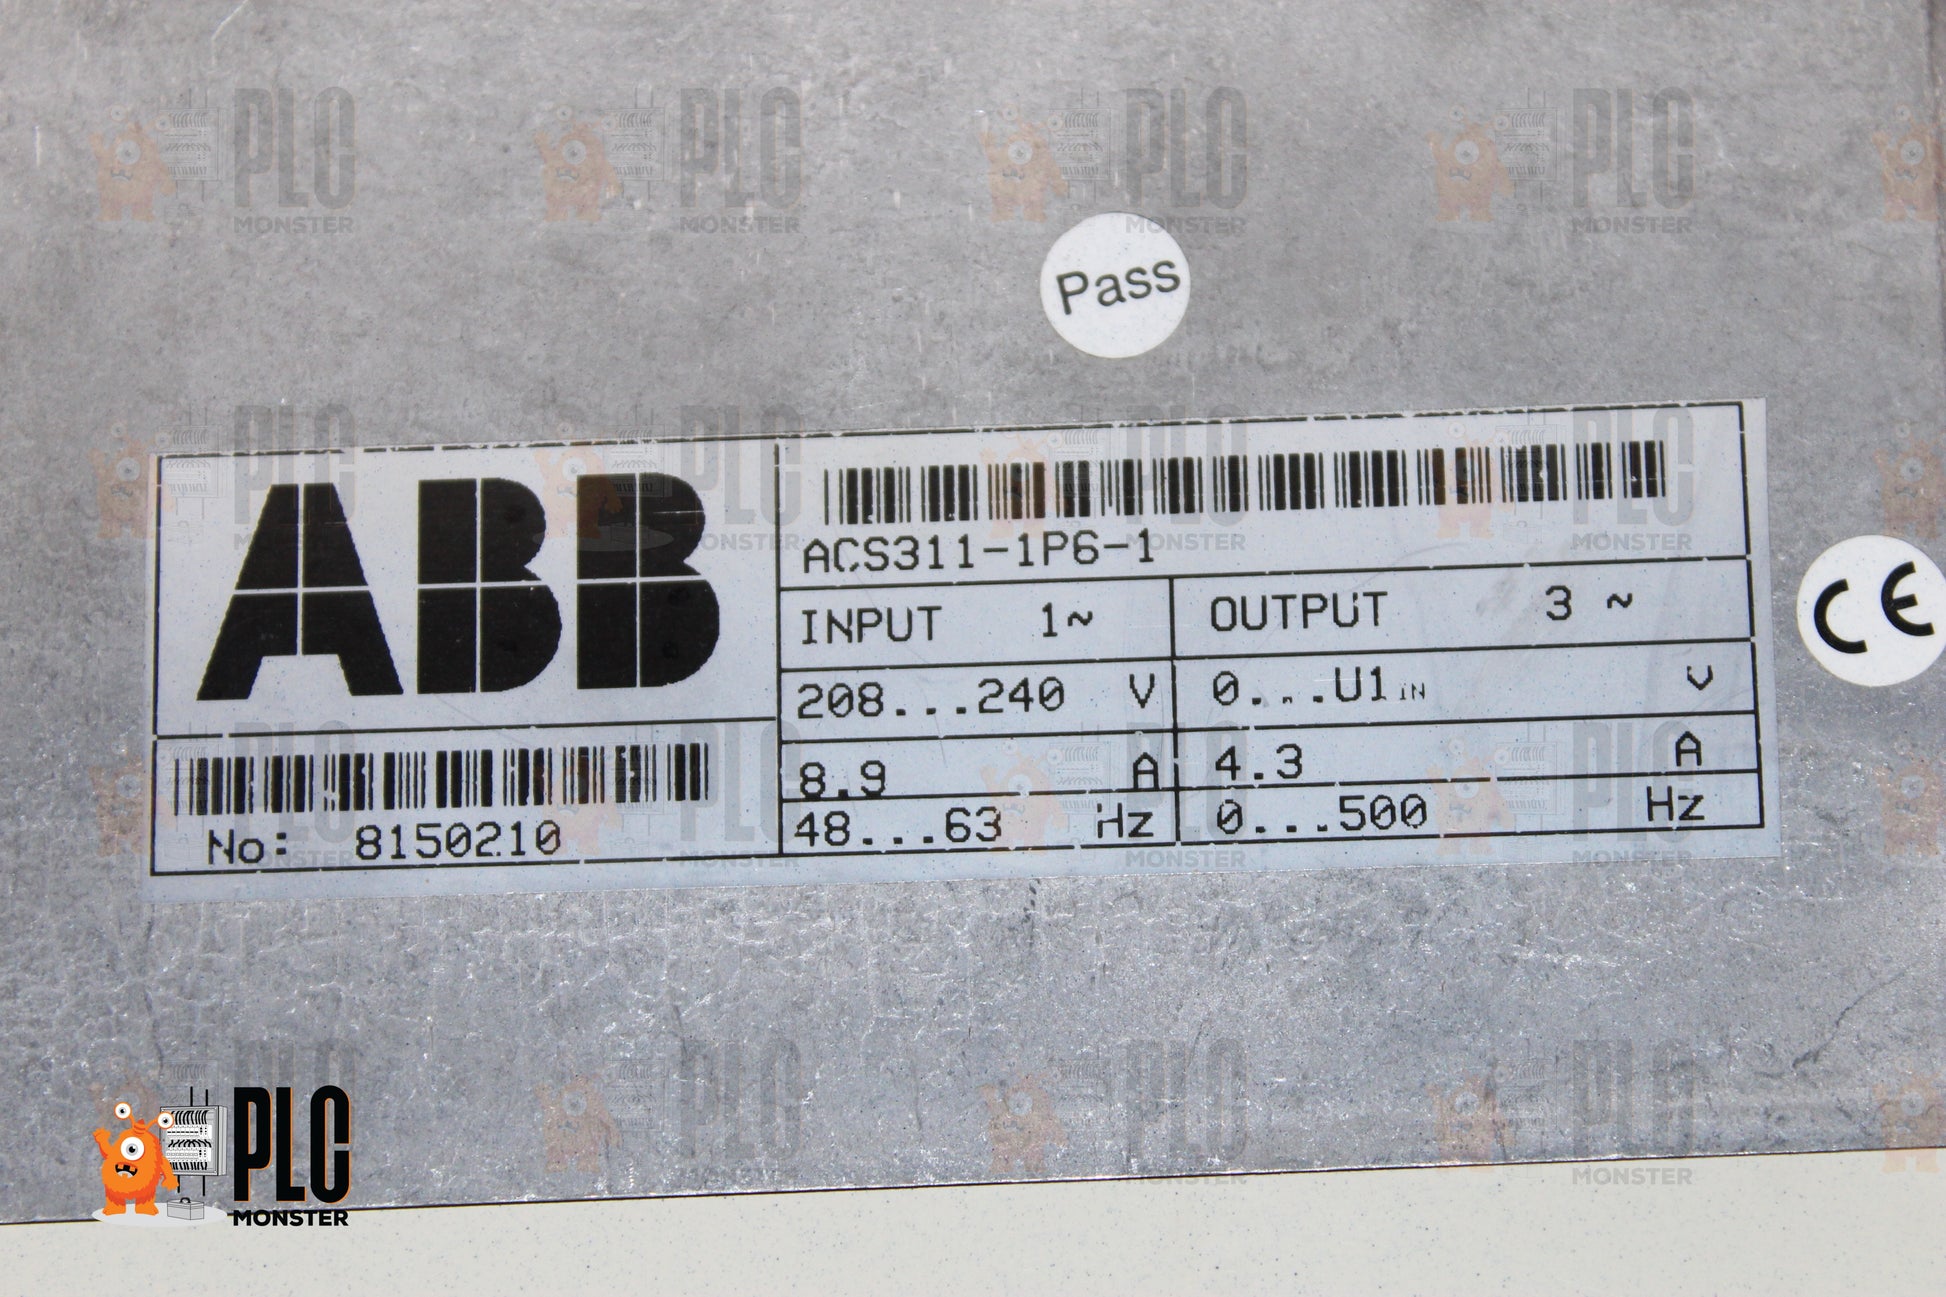 Pass
ABB
ACS311-1P6-1
INPUT 1~
OUTPUT 3 ~
208...240 V
0...U1IN V
8.9 A
4.3 A
48...63 Hz
0...500 Hz
No: 8150210
CE
PLC
MONSTER